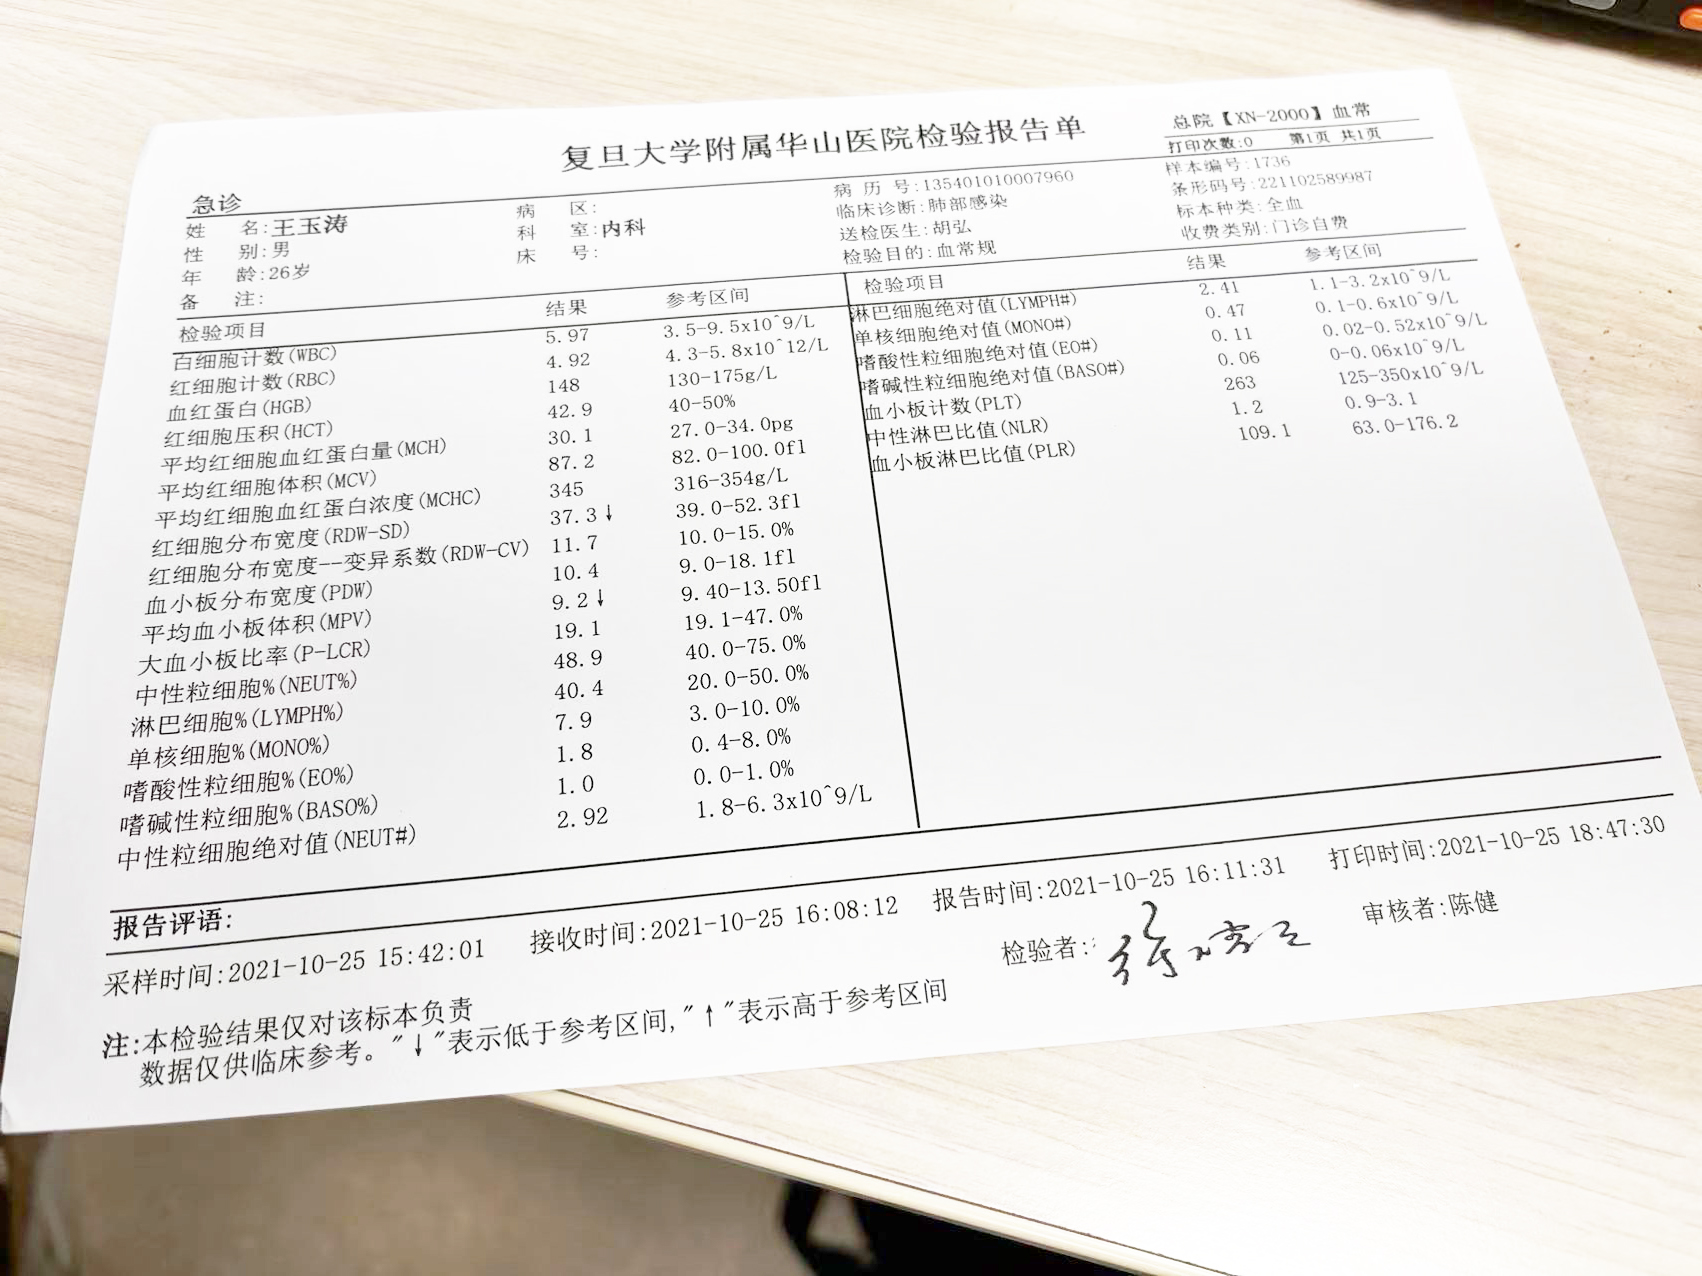 复旦大学附属华山医院检验报告单
总院【XN-2000】血常
打印次数:0 第1页 共1页
急诊
姓 名:王玉涛 病 区: 病 历 号:135401010007960 样本编号:1736
性 别:男 科 室:内科 临床诊断:肺部感染 条形码号:221102589987
年 龄:26岁 床 号: 送检医生:胡弘 标本种类:全血
备 注: 检验目的:血常规 收费类别:门诊自费
检验项目 结果 参考区间
白细胞计数(WBC) 5.97 3.5-9.5x10^9/L
红细胞计数(RBC) 4.92 4.3-5.8x10^12/L
血红蛋白(HGB) 148 130-175g/L
红细胞压积(HCT) 42.9 40-50%
平均红细胞血红蛋白量(MCH) 30.1 27.0-34.0pg
平均红细胞体积(MCV) 87.2 82.0-100.0fl
平均红细胞血红蛋白浓度(MCHC) 345 316-354g/L
红细胞分布宽度(RDW-SD) 37.3↓ 39.0-52.3fl
红细胞分布宽度--变异系数(RDW-CV) 11.7 10.0-15.0%
血小板分布宽度(PDW) 10.4 9.0-18.1fl
平均血小板体积(MPV) 9.2↓ 9.40-13.50fl
大血小板比率(P-LCR) 19.1 19.1-47.0%
中性粒细胞%(NEUT%) 48.9 40.0-75.0%
淋巴细胞%(LYMPH%) 40.4 20.0-50.0%
单核细胞%(MONO%) 7.9 3.0-10.0%
嗜酸性粒细胞%(EO%) 1.8 0.4-8.0%
嗜碱性粒细胞%(BASO%) 1.0 0.0-1.0%
中性粒细胞绝对值(NEUT#) 2.92 1.8-6.3x10^9/L
检验项目 结果 参考区间
淋巴细胞绝对值(LYMPH#) 2.41 1.1-3.2x10^9/L
单核细胞绝对值(MONO#) 0.47 0.1-0.6x10^9/L
嗜酸性粒细胞绝对值(EO#) 0.11 0.02-0.52x10^9/L
嗜碱性粒细胞绝对值(BASO#) 0.06 0-0.06x10^9/L
血小板计数(PLT) 263 125-350x10^9/L
中性淋巴比值(NLR) 1.2 0.9-3.1
血小板淋巴比值(PLR) 109.1 63.0-176.2
报告评语:
采样时间:2021-10-25 15:42:01 接收时间:2021-10-25 16:08:12 报告时间:2021-10-25 16:11:31 打印时间:2021-10-25 18:47:30
检验者: 审核者:陈健
注:本检验结果仅对该标本负责
数据仅供临床参考。"↓"表示低于参考区间,"↑"表示高于参考区间